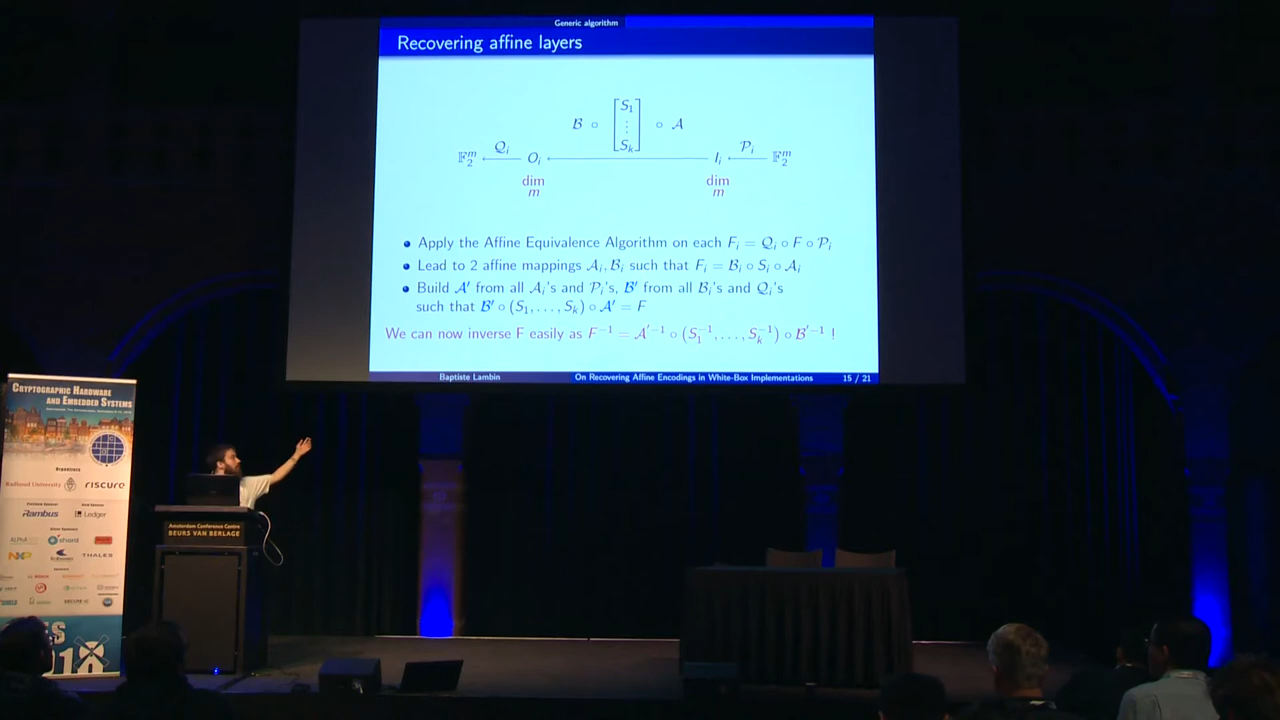 Generic algorithm
Recovering affine layers
S₁
B ∘ ⋮ ∘ A
Sₖ
𝔽₂ᵐ ← Qᵢ Oᵢ ← Iᵢ ← Pᵢ 𝔽₂ᵐ
dim dim
m m
• Apply the Affine Equivalence Algorithm on each Fᵢ = Qᵢ ∘ F ∘ Pᵢ
• Lead to 2 affine mappings Aᵢ, Bᵢ such that Fᵢ = Bᵢ ∘ Sᵢ ∘ Aᵢ
• Build A′ from all Aᵢ's and Pᵢ's, B′ from all Bᵢ's and Qᵢ's
such that B′ ∘ (S₁, . . . , Sₖ) ∘ A′ = F
We can now inverse F easily as F⁻¹ = A′⁻¹ ∘ (S₁⁻¹, . . . , Sₖ⁻¹) ∘ B′⁻¹ !
Baptiste Lambin On Recovering Affine Encodings in White-Box Implementations 15 / 21
Cryptographic Hardware
and Embedded Systems
Organizers
Radboud University riscure
Rambus Ledger
shord
NXP THALES
Amsterdam Conference Centre
BEURS VAN BERLAGE